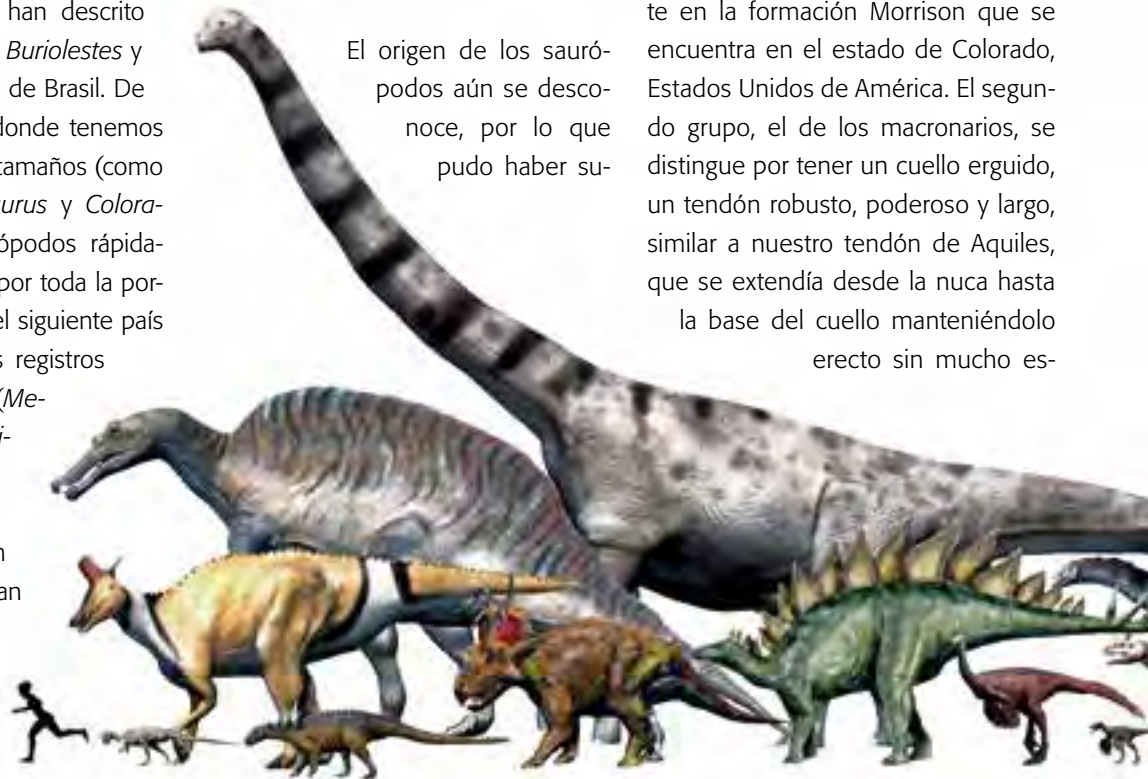 han descrito
Buriolestes y
de Brasil. De
donde tenemos
tamaños (como
urus y Colora-
ópodos rápida-
por toda la por-
el siguiente país
s registros
(Me-
i-
n
an
El origen de los sauró-
podos aún se desco-
noce, por lo que
pudo haber su-
te en la formación Morrison que se
encuentra en el estado de Colorado,
Estados Unidos de América. El segun-
do grupo, el de los macronarios, se
distingue por tener un cuello erguido,
un tendón robusto, poderoso y largo,
similar a nuestro tendón de Aquiles,
que se extendía desde la nuca hasta
la base del cuello manteniéndolo
erecto sin mucho es-